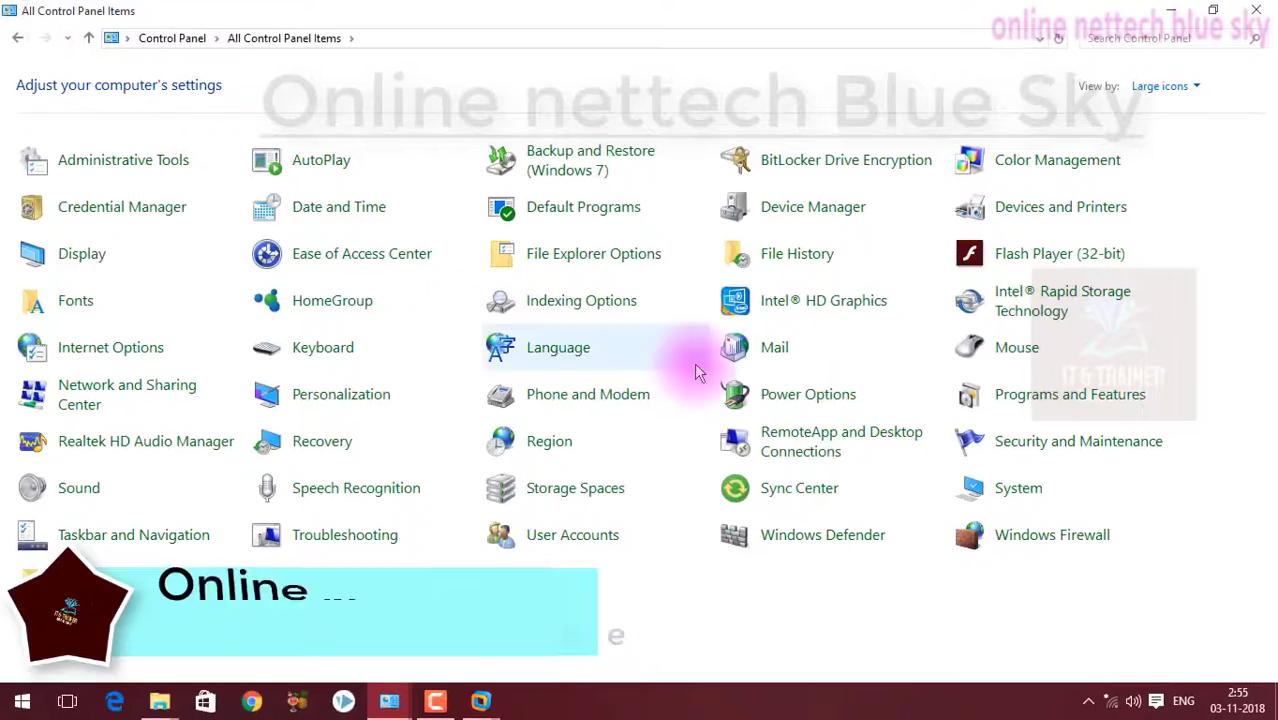 All Control Panel Items
online nettech blue sky
Control Panel
All Control Panel Items
Search Control Panel
Adjust your computer's settings
Online nettech Blue Sky
View by:
Large icons
Administrative Tools
AutoPlay
Backup and Restore
(Windows 7)
BitLocker Drive Encryption
Color Management
Credential Manager
Date and Time
Default Programs
Device Manager
Devices and Printers
Display
Ease of Access Center
File Explorer Options
File History
Flash Player (32-bit)
Fonts
HomeGroup
Indexing Options
Intel® HD Graphics
Intel® Rapid Storage
Technology
Internet Options
Keyboard
Language
Mail
Mouse
IT & TRAINER
Network and Sharing
Center
Personalization
Phone and Modem
Power Options
Programs and Features
Realtek HD Audio Manager
Recovery
Region
RemoteApp and Desktop
Connections
Security and Maintenance
Sound
Speech Recognition
Storage Spaces
Sync Center
System
Taskbar and Navigation
Troubleshooting
User Accounts
Windows Defender
Windows Firewall
Online
e
ENG
2:55
03-11-2018